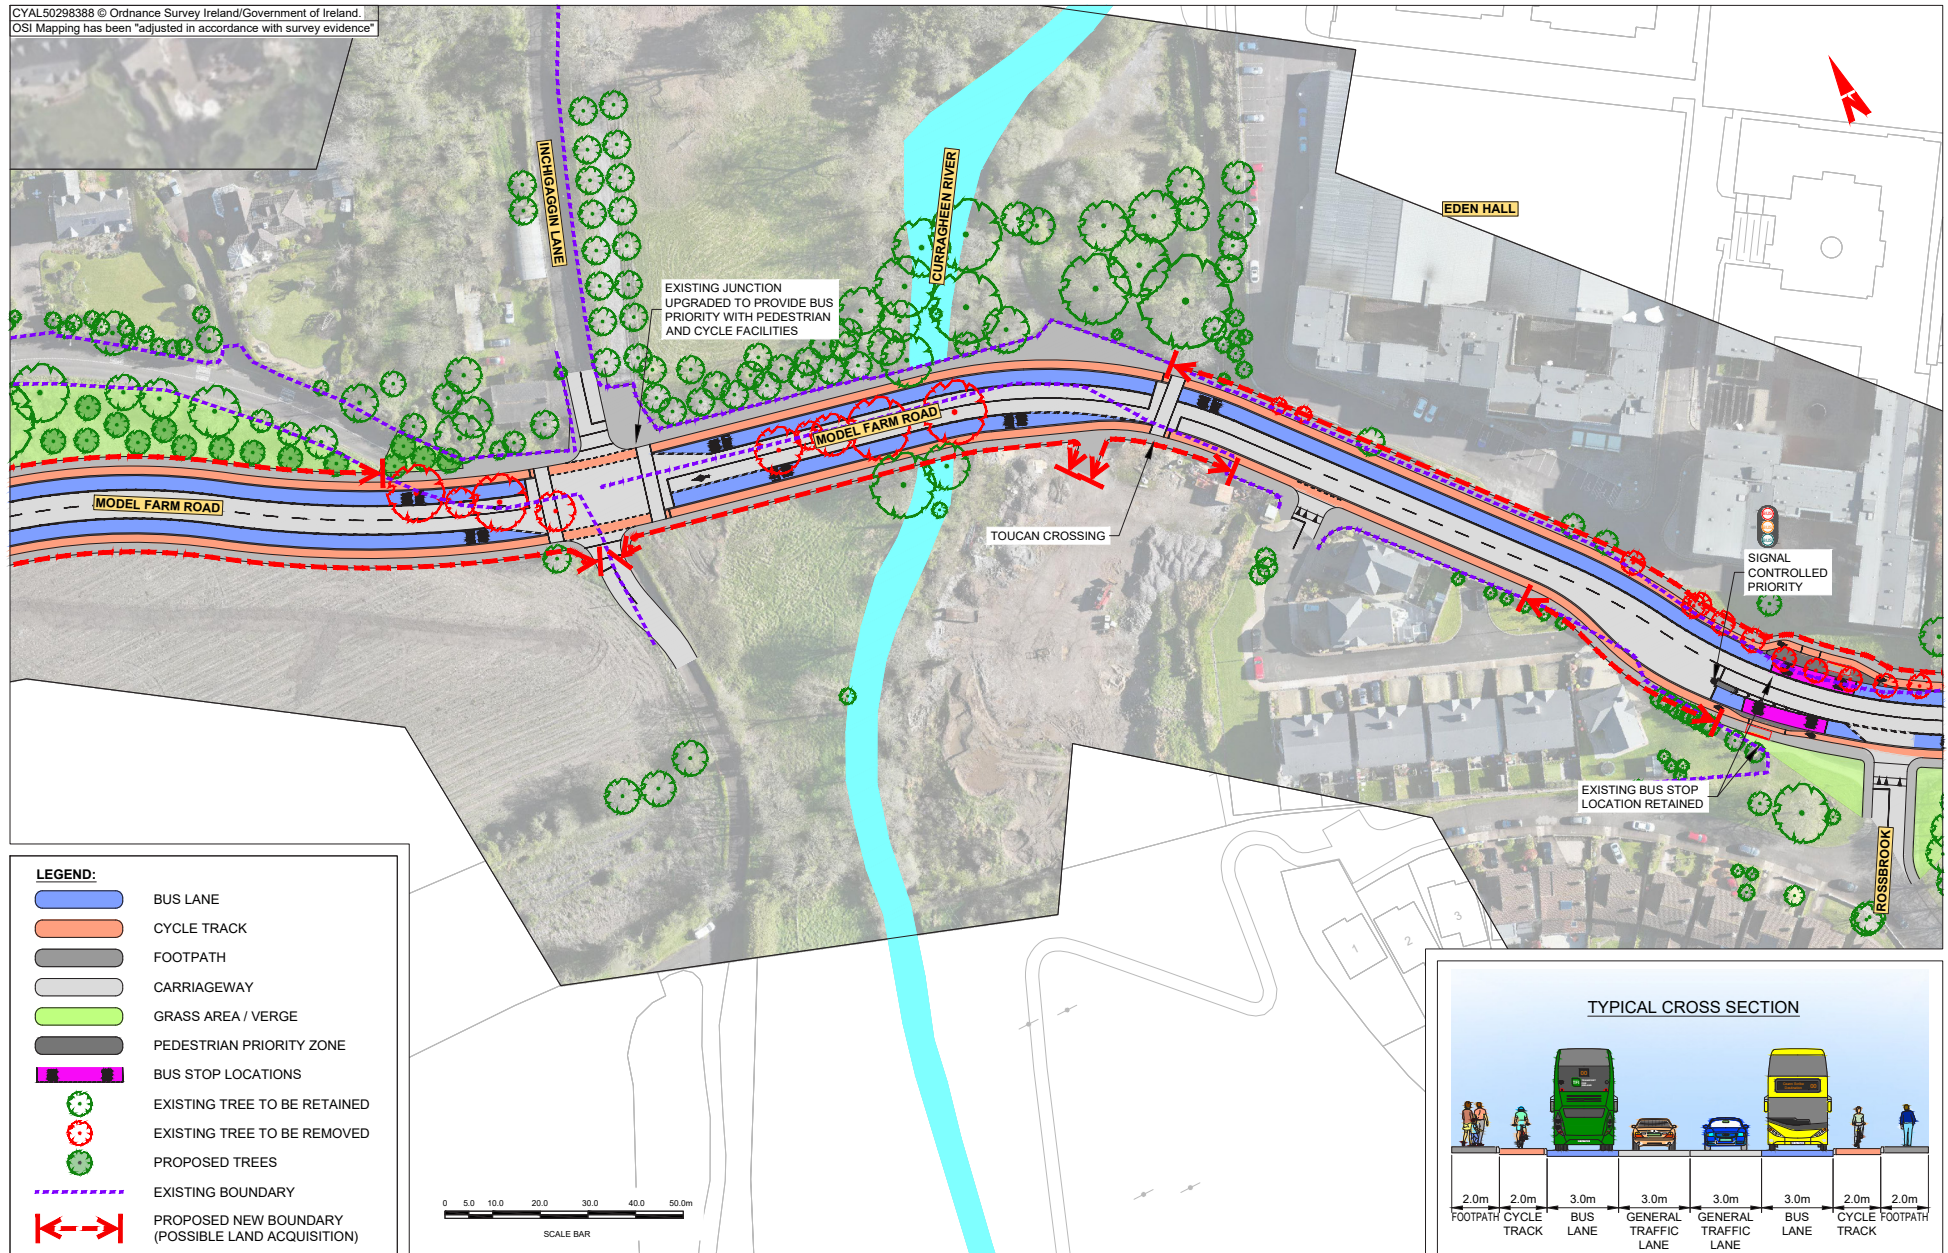 CYAL50298388 © Ordnance Survey Ireland/Government of Ireland.
OSI Mapping has been "adjusted in accordance with survey evidence"
INCHIGAGGIN LANE
CURRAGHEEN RIVER
EDEN HALL
EXISTING JUNCTION
UPGRADED TO PROVIDE BUS
PRIORITY WITH PEDESTRIAN
AND CYCLE FACILITIES
MODEL FARM ROAD
MODEL FARM ROAD
TOUCAN CROSSING
SIGNAL
CONTROLLED
PRIORITY
EXISTING BUS STOP
LOCATION RETAINED
ROSSBROOK
1
2
3
LEGEND:
BUS LANE
CYCLE TRACK
FOOTPATH
CARRIAGEWAY
GRASS AREA / VERGE
PEDESTRIAN PRIORITY ZONE
BUS STOP LOCATIONS
EXISTING TREE TO BE RETAINED
EXISTING TREE TO BE REMOVED
PROPOSED TREES
EXISTING BOUNDARY
PROPOSED NEW BOUNDARY
(POSSIBLE LAND ACQUISITION)
0 5.0 10.0 20.0 30.0 40.0 50.0m
SCALE BAR
TYPICAL CROSS SECTION
2.0m 2.0m 3.0m 3.0m 3.0m 3.0m 2.0m 2.0m
FOOTPATH CYCLE BUS GENERAL GENERAL BUS CYCLE FOOTPATH
TRACK LANE TRAFFIC TRAFFIC LANE TRACK
LANE LANE